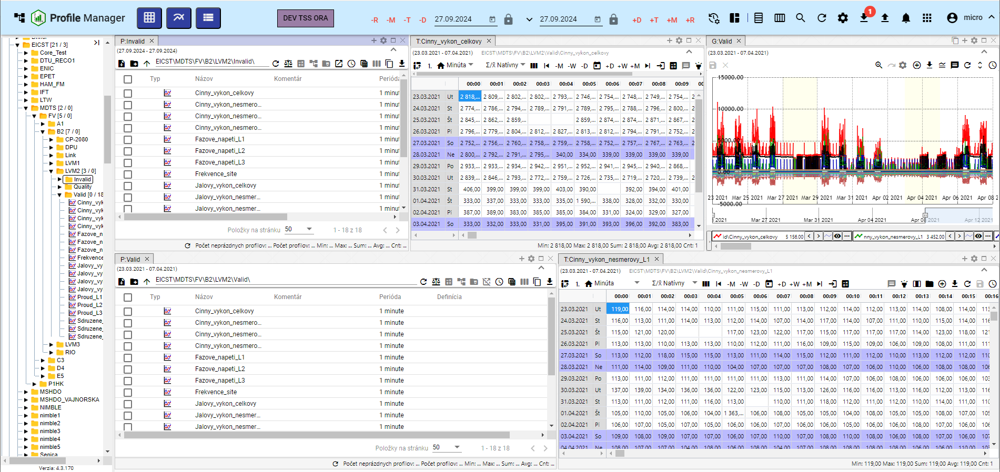 Profile Manager
DEV TSS ORA
-R -M -T -D 27.09.2024 27.09.2024 +D +T +M +R
1
micro
EICST [21 / 3]
Core_Test
DTU_RECO1
ENIC
EPET
HAM_FM
IFT
LTW
MDTS [2 / 0]
FV [5 / 0]
A1
B2 [7 / 0]
CP-2080
DPU
Link
LVM1
LVM2 [3 / 0]
Invalid
Quality
Valid [0 / 18
Cinny_vyk
Cinny_vyk
Cinny_vyk
Cinny_vyk
Fazove_n
Fazove_n
Fazove_n
Frekvence
Jalovy_vy
Jalovy_vy
Jalovy_vy
Jalovy_vy
Proud_L1
Proud_L2
Proud_L3
Sdruzene_
Sdruzene_
Sdruzene_
LVM3
RIO
C3
D4
E5
P1HK
MSHDO
MSHDO_VAJNORSKA
NIMBLE
nimble1
nimble2
nimble3
nimble4
nimble5
Senica
Verzia: 4.3.170
P:Invalid
(27.09.2024 - 27.09.2024)
EICST\MDTS\FV\B2\LVM2\Invalid\
Typ Názov Komentár Perióda
Cinny_vykon_celkovy 1 minut
Cinny_vykon_nesmero... 1 minut
Cinny_vykon_nesmero... 1 minut
Cinny_vykon_nesmero... 1 minut
Fazove_napeti_L1 1 minut
Fazove_napeti_L2 1 minut
Fazove_napeti_L3 1 minut
Frekvence_site 1 minut
Jalovy_vykon_celkovy 1 minut
Jalovy_vykon_nesmer... 1 minut
Jalovy_vykon_nesmer... 1 minut
Položky na stránku 50 1 - 18 z 18
Počet neprázdnych profilov: ... Počet profilov: ... Min: ... Max: ... Sum: ... Avg: ... Cnt: ...
T:Cinny_vykon_celkovy
(23.03.2021 - 07.04.2021) EICST\MDTS\FV\B2\LVM2\Valid\Cinny_vykon_celkovy
1. Minúta Σ/x̄ Natívny -M -W -D +D +W +M
00:00 00:01 00:02 00:03 00:04 00:05 00:06 00:07 00:08 00:09 00
23.03.2021 Ut 2 818,... 2 809,... 2 802,... 2 802,... 2 793,... 2 746,... 2 754,... 2 748,... 2 749,... 2 754,... 2
24.03.2021 St 2 774,... 2 786,... 2 794,... 2 789,... 2 791,... 2 789,... 2 795,... 2 788,... 2 796,... 2 800,... 2
25.03.2021 Št 2 845,... 2 862,... 2 859,... 2 859,... 2 874,... 2 874,... 2 871,... 2 867,... 2
26.03.2021 Pi 2 796,... 2 779,... 2 804,... 2 812,... 2 827,... 2 813,... 2 812,... 2 794,... 2 791,... 2 752,... 2
27.03.2021 So 2 752,... 2 756,... 2 760,... 2 758,... 2 759,... 2 758,... 2 752,... 2 757,... 2 767,... 2 763,... 2
28.03.2021 Ne 2 800,... 2 792,... 2 791,... 2 795,... 340,00 334,00 339,00 339,00 339,00 339,00
29.03.2021 Po 2 933,... 2 933,... 2 934,... 2 942,... 2 951,... 2 952,... 2 941,... 2 945,... 2 940,... 2 868,... 2
30.03.2021 Ut 2 839,... 2 846,... 2 793,... 2 772,... 2 759,... 2 726,... 2 735,... 2 719,... 2 720,... 2 739,... 2
31.03.2021 St 406,00 399,00 399,00 399,00 403,00 390,00 392,00 394,00 401,00
01.04.2021 Št 333,00 337,00 333,00 333,00 335,00 1 590,... 338,00 328,00 332,00 330,00
02.04.2021 Pi 387,00 389,00 383,00 385,00 385,00 384,00 331,00 324,00 329,00 327,00
03.04.2021 So 333,00 332,00 333,00 331,00 395,00 391,00 393,00 396,00 392,00 383,00
Min: 2 818,00 Max: 2 818,00 Sum: 2 818,00 Avg: 2 818,00 Cnt: 1
G:Valid
(23.03.2021 - 07.04.2021)
15000.00
10000.00
5000.00
0.00
-5000.00
23 2021 Mar 25 2021 Mar 27 2021 Mar 29 2021 Mar 31 2021 Apr 02 2021 Apr 04 2021 Apr 06 2021 Apr 08 2
2021 Mar 27 2021 Mar 31 2021 Apr 04 2021 Apr 08 2021 Apr 12 2021
id\Cinny_vykon_celkovy 5 156,00 nny_vykon_nesmerovy_L1 3 452,00
P:Valid
(23.03.2021 - 07.04.2021)
EICST\MDTS\FV\B2\LVM2\Valid\
Typ Názov Komentár Perióda Definícia
Cinny_vykon_celkovy 1 minute
Cinny_vykon_nesmero... 1 minute
Cinny_vykon_nesmero... 1 minute
Cinny_vykon_nesmero... 1 minute
Fazove_napeti_L1 1 minute
Fazove_napeti_L2 1 minute
Fazove_napeti_L3 1 minute
Frekvence_site 1 minute
Jalovy_vykon_celkovy 1 minute
Jalovy_vykon_nesmer... 1 minute
Jalovy_vykon_nesmer... 1 minute
Položky na stránku 50 1 - 18 z 18
Počet neprázdnych profilov: ... Počet profilov: ... Min: ... Max: ... Sum: ... Avg: ... Cnt: ...
T:Cinny_vykon_nesmerovy_L1
(23.03.2021 - 07.04.2021) EICST\MDTS\FV\B2\LVM2\Valid\Cinny_vykon_nesmerovy_L1
1. Minúta Σ/x̄ Natívny -M -W -D +D +W +M
00:00 00:01 00:02 00:03 00:04 00:05 00:06 00:07 00:08 00:09 00:10 00:11 00:12 00:13 00:14 00:15 00:16
23.03.2021 Ut 119,00 116,00 114,00 114,00 110,00 111,00 115,00 111,00 113,00 112,00 114,00 112,00 113,00 114,00 108,00 114,00 113
24.03.2021 St 116,00 113,00 111,00 114,00 113,00 112,00 114,00 107,00 114,00 117,00 114,00 107,00 111,00 110,00 115,00 114,00 116
25.03.2021 Št 115,00 121,00 120,00 117,00 123,00 122,00 117,00 115,00 117,00 117,00 117,00 114,00 123,00 118,00 121
26.03.2021 Pi 113,00 113,00 110,00 113,00 113,00 110,00 112,00 111,00 116,00 109,00 115,00 109,00 106,00 109,00 108,00 111,00 111
27.03.2021 So 113,00 112,00 118,00 115,00 115,00 113,00 111,00 114,00 115,00 112,00 111,00 112,00 110,00 113,00 112,00 112,00 110
28.03.2021 Ne 111,00 114,00 109,00 111,00 110,00 104,00 107,00 107,00 107,00 108,00 107,00 106,00 110,00 106,00 108,00 108,00 106
29.03.2021 Po 113,00 111,00 112,00 111,00 111,00 111,00 111,00 113,00 111,00 114,00 107,00 106,00 108,00 106,00 108,00 107,00 108
30.03.2021 Ut 137,00 139,00 134,00 136,00 136,00 122,00 123,00 115,00 113,00 126,00 116,00 116,00 113,00 116,00 112,00 113,00 116
31.03.2021 St 113,00 111,00 112,00 111,00 116,00 113,00 110,00 111,00 118,00 112,00 111,00 112,00 110,00 114,00 111,00 110
01.04.2021 Št 105,00 110,00 105,00 106,00 104,00 1 363,... 106,00 108,00 105,00 105,00 104,00 108,00 105,00 105,00 108,00 107,00 105
02.04.2021 Pi 106,00 107,00 105,00 107,00 105,00 106,00 106,00 106,00 107,00 106,00 105,00 106,00 106,00 108,00 107,00 106,00 107
03.04.2021 So 109,00 108,00 109,00 107,00 107,00 106,00 107,00 110,00 107,00 108,00 110,00 108,00 106,00 108,00 107,00 106,00 107
04.04.2021 Ne 108,00 107,00 107,00 104,00 108,00 106,00 106,00 107,00 107,00 107,00 106,00
Min: 119,00 Max: 119,00 Sum: 119,00 Avg: 119,00 Cnt: 1